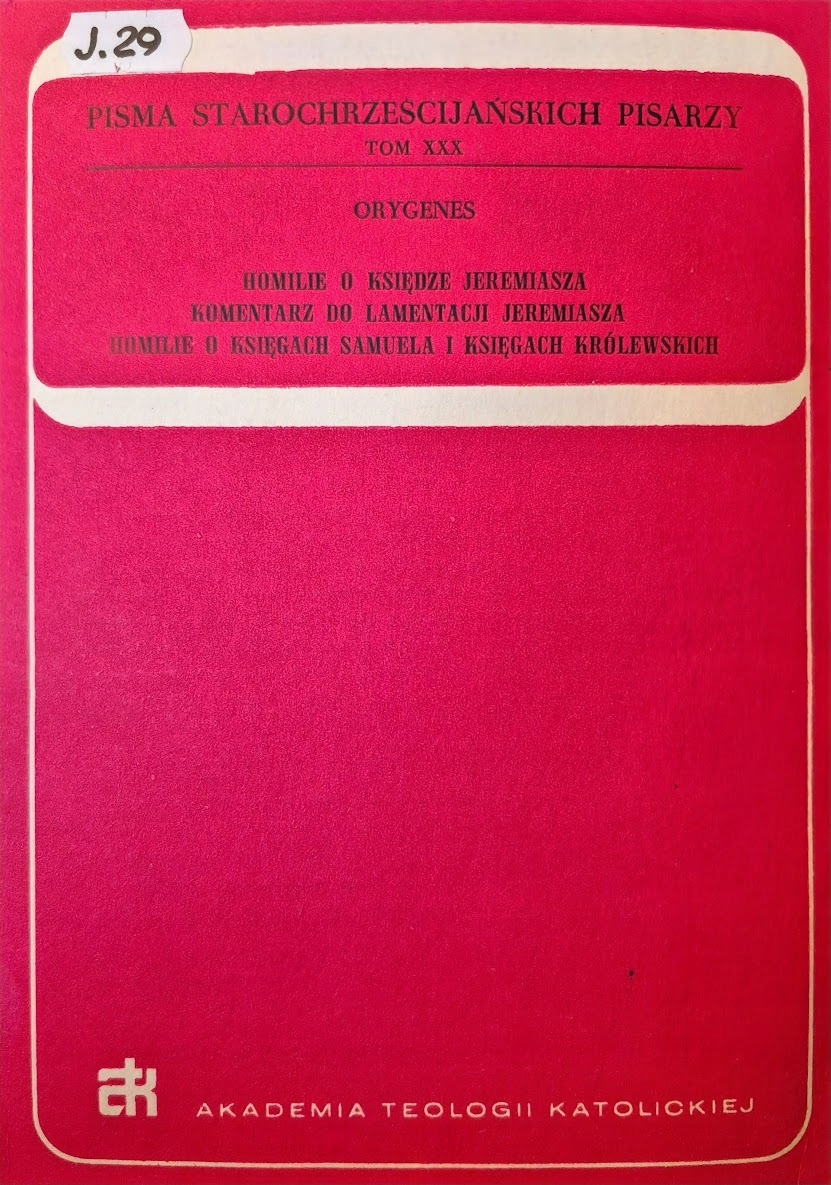 J.29
PISMA STAROCHRZEŚCIJAŃSKICH PISARZY
TOM XXX
ORYGENES
HOMILIE O KSIĘDZE JEREMIASZA
KOMENTARZ DO LAMENTACJI JEREMIASZA
HOMILIE O KSIĘGACH SAMUELA I KSIĘGACH KRÓLEWSKICH
atk AKADEMIA TEOLOGII KATOLICKIEJ